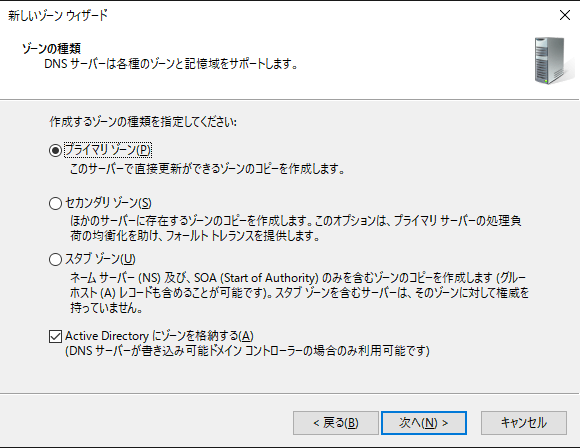 新しいゾーン ウィザード
ゾーンの種類
DNS サーバーは各種のゾーンと記憶域をサポートします。
作成するゾーンの種類を指定してください:
プライマリ ゾーン(P)
このサーバーで直接更新ができるゾーンのコピーを作成します。
セカンダリ ゾーン(S)
ほかのサーバーに存在するゾーンのコピーを作成します。このオプションは、プライマリ サーバーの処理負
荷の均衡化を助け、フォールト トレランスを提供します。
スタブ ゾーン(U)
ネーム サーバー (NS) 及び、SOA (Start of Authority) のみを含むゾーンのコピーを作成します (グルー
ホスト (A) レコードも含めることが可能です)。スタブ ゾーンを含むサーバーは、そのゾーンに対して権威を
持っていません。
Active Directory にゾーンを格納する(A)
(DNS サーバーが書き込み可能ドメイン コントローラーの場合のみ利用可能です)
< 戻る(B)
次へ(N) >
キャンセル